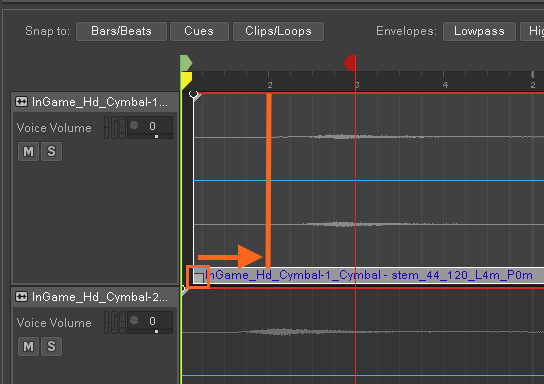 Snap to: Bars/Beats Cues Clips/Loops Envelopes: Lowpass
2 3 4 2
InGame_Hd_Cymbal-1...
Voice Volume 0
M S
InGame_Hd_Cymbal-1_Cymbal - stem_44_120_L4m_P0m
InGame_Hd_Cymbal-2...
Voice Volume 0
M S